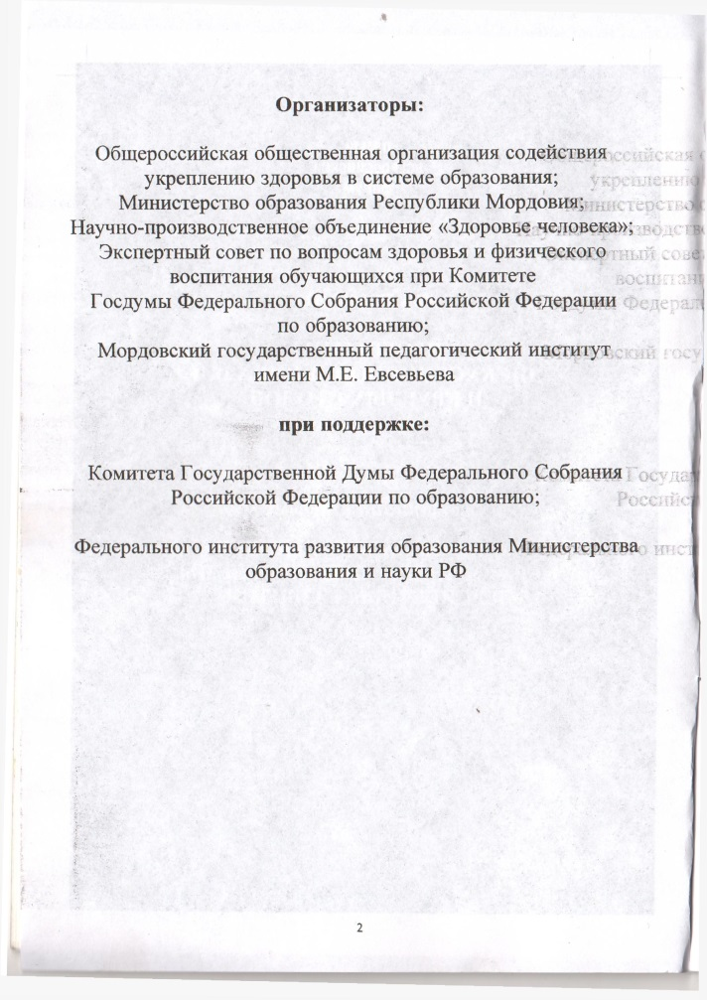 Организаторы:
Общероссийская общественная организация содействия
укреплению здоровья в системе образования;
Министерство образования Республики Мордовия;
Научно-производственное объединение «Здоровье человека»;
Экспертный совет по вопросам здоровья и физического
воспитания обучающихся при Комитете
Госдумы Федерального Собрания Российской Федерации
по образованию;
Мордовский государственный педагогический институт
имени М.Е. Евсевьева
при поддержке:
Комитета Государственной Думы Федерального Собрания
Российской Федерации по образованию;
Федерального института развития образования Министерства
образования и науки РФ
2